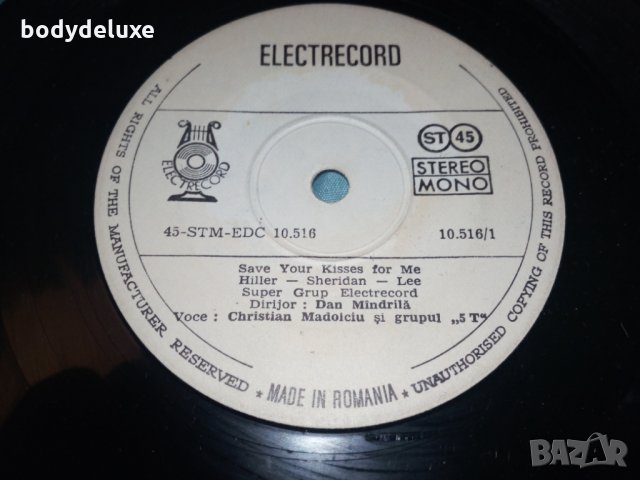 bodydeluxe
ELECTRECORD
ELECTRECORD
ST 45
STEREO
MONO
45-STM-EDC 10.516
10.516/1
Save Your Kisses for Me
Hiller — Sheridan — Lee
Super Grup Electrecord
Dirijor : Dan Mindrilă
Voce : Christian Madoiciu și grupul „5 T“
ALL RIGHTS OF THE MANUFACTURER RESERVED ★ MADE IN ROMANIA ★ UNAUTHORISED COPYING OF THIS RECORD PROHIBITED
BAZAR